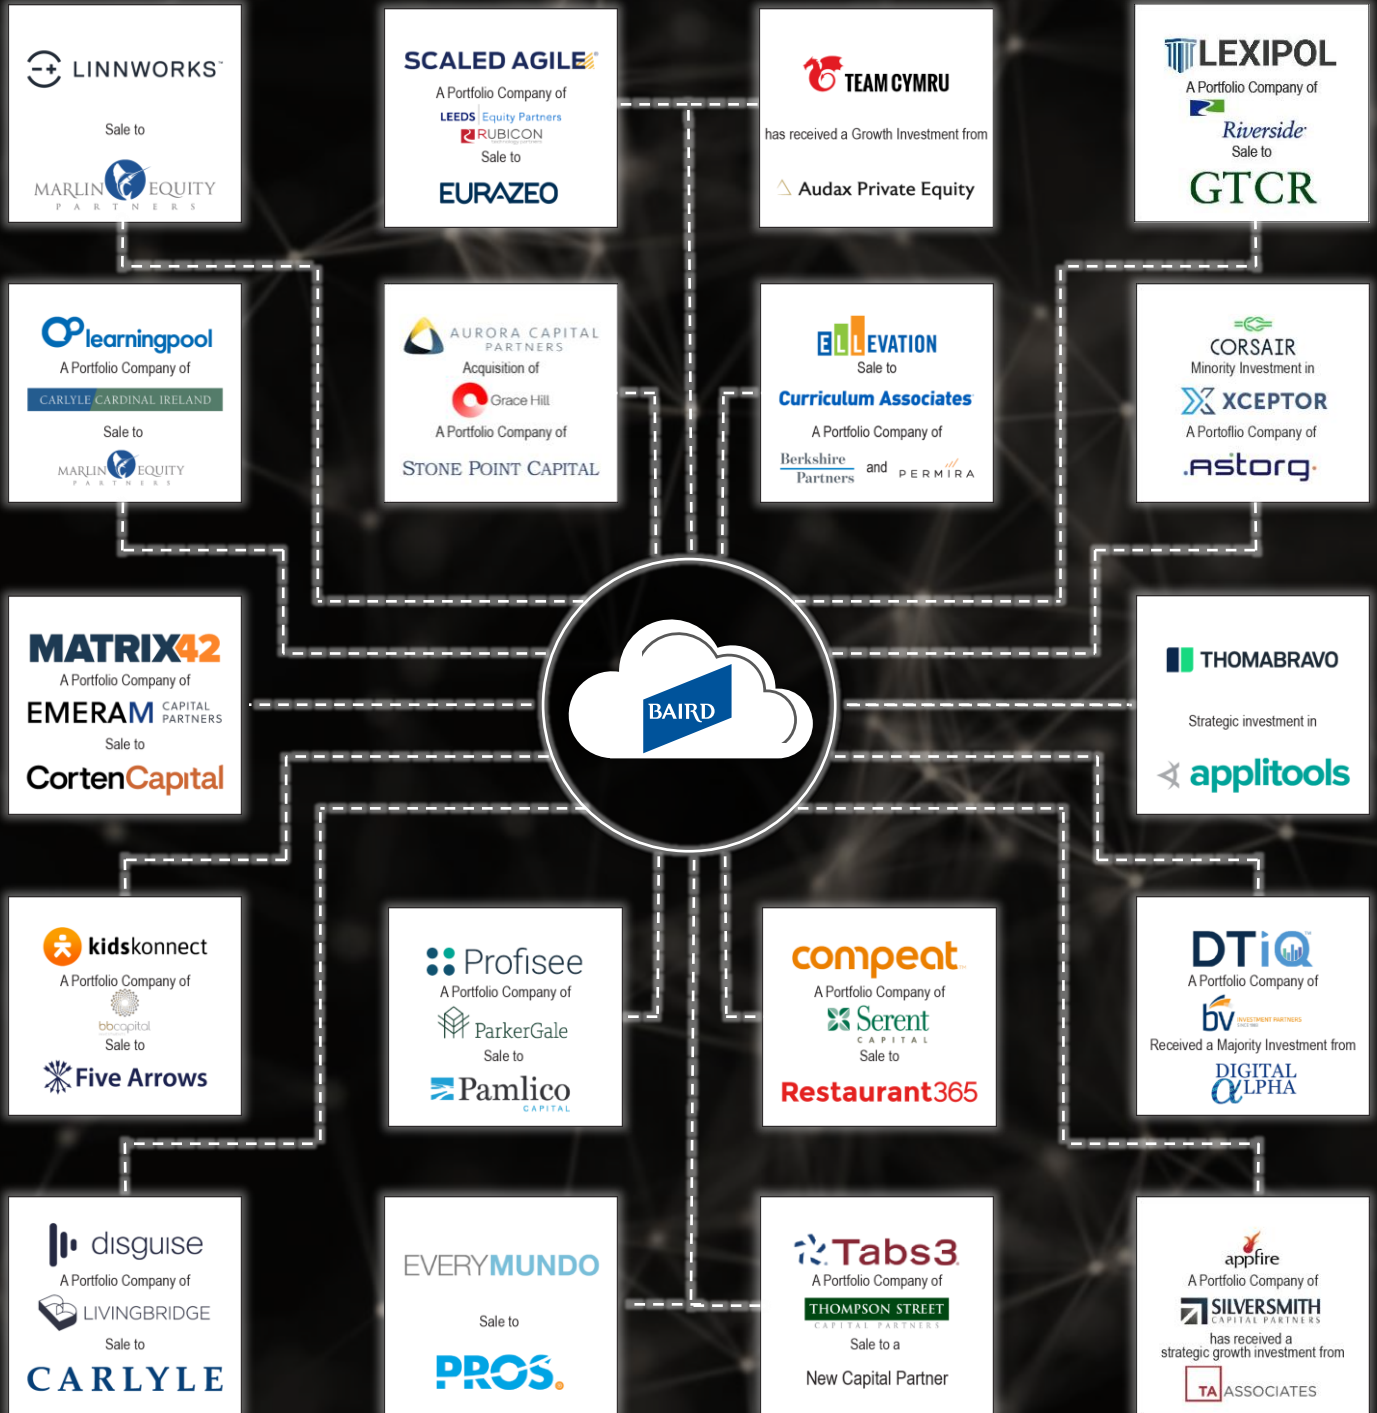 LINNWORKS™
Sale to
MARLIN EQUITY
PARTNERS
SCALED AGILE®
A Portfolio Company of
LEEDS | Equity Partners
RUBICON
technology partners
Sale to
EURAZEO
TEAM CYMRU
has received a Growth Investment from
Audax Private Equity
LEXIPOL
A Portfolio Company of
Riverside
Sale to
GTCR
learningpool
A Portfolio Company of
CARLYLE CARDINAL IRELAND
Sale to
MARLIN EQUITY
PARTNERS
AURORA CAPITAL
PARTNERS
Acquisition of
Grace Hill
A Portfolio Company of
STONE POINT CAPITAL
ELLEVATION
Sale to
Curriculum Associates
A Portfolio Company of
Berkshire
Partners
and
PERMIRA
CORSAIR
Minority Investment in
XCEPTOR
A Portoflio Company of
Astorg
MATRIX42
A Portfolio Company of
EMERAM CAPITAL
PARTNERS
Sale to
CortenCapital
BAIRD
THOMABRAVO
Strategic investment in
applitools
kidskonnect
A Portfolio Company of
bbcapital
Sale to
Five Arrows
Profisee
A Portfolio Company of
ParkerGale
Sale to
Pamlico
CAPITAL
compeat
A Portfolio Company of
Serent
CAPITAL
Sale to
Restaurant365
DTiQ™
A Portfolio Company of
bv INVESTMENT PARTNERS
Received a Majority Investment from
DIGITAL
αLPHA
disguise
A Portfolio Company of
LIVINGBRIDGE
Sale to
CARLYLE
EVERYMUNDO
Sale to
PROS
Tabs3
A Portfolio Company of
THOMPSON STREET
CAPITAL PARTNERS
Sale to a
New Capital Partner
appfire
A Portfolio Company of
SILVERSMITH
CAPITAL PARTNERS
has received a
strategic growth investment from
TA ASSOCIATES